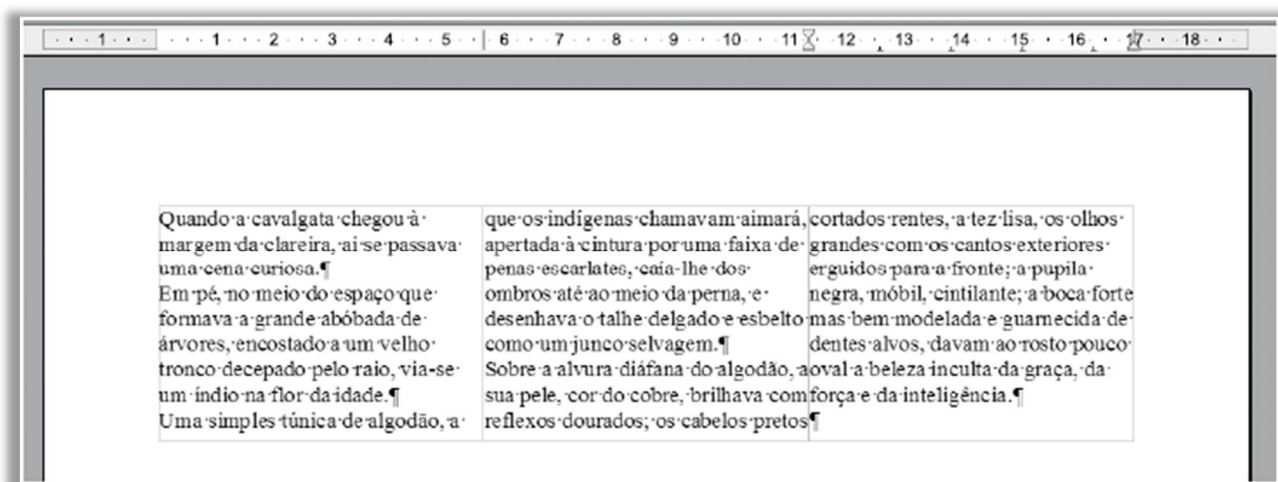 1 1 2 3 4 5 6 7 8 9 10 11 12 13 14 15 16 17 18
Quando a cavalgata chegou à
margem da clareira, ai se passava
uma cena curiosa.¶
Em pé, no meio do espaço que
formava a grande abóbada de
árvores, encostado a um velho
tronco decepado pelo raio, via-se
um índio na flor da idade.¶
Uma simples túnica de algodão, a
que os indígenas chamavam aimará,
apertada à cintura por uma faixa de
penas escarlates, caía-lhe dos
ombros até ao meio da perna, e
desenhava o talhe delgado e esbelto
como um junco selvagem.¶
Sobre a alvura diáfana do algodão, a
sua pele, cor do cobre, brilhava com
reflexos dourados; os cabelos pretos
cortados rentes, a tez lisa, os olhos
grandes com os cantos exteriores
erguidos para a fronte; a pupila
negra, móbil, cintilante; a boca forte
mas bem modelada e guarnecida de
dentes alvos, davam ao rosto pouco
oval a beleza inculta da graça, da
força e da inteligência.¶
¶